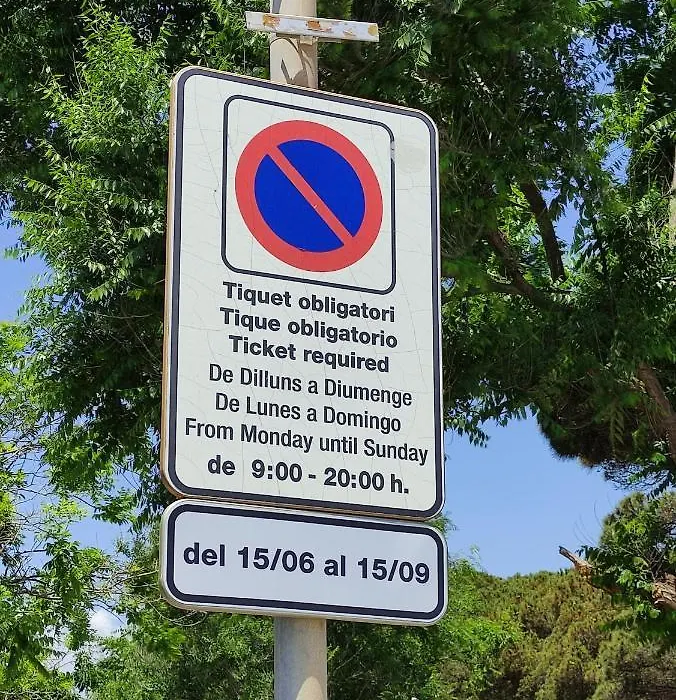 Tiquet obligatori
Tique obligatorio
Ticket required
De Dilluns a Diumenge
De Lunes a Domingo
From Monday until Sunday
de 9:00 - 20:00 h.
del 15/06 al 15/09